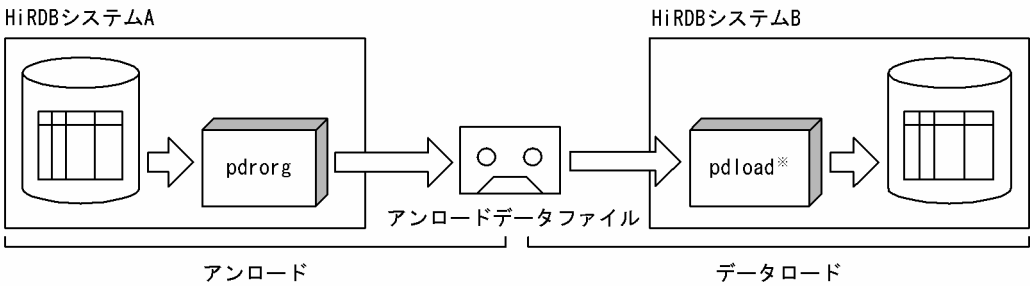 HiRDBシステムA
HiRDBシステムB
pdrorg
pdload※
アンロードデータファイル
アンロード
データロード